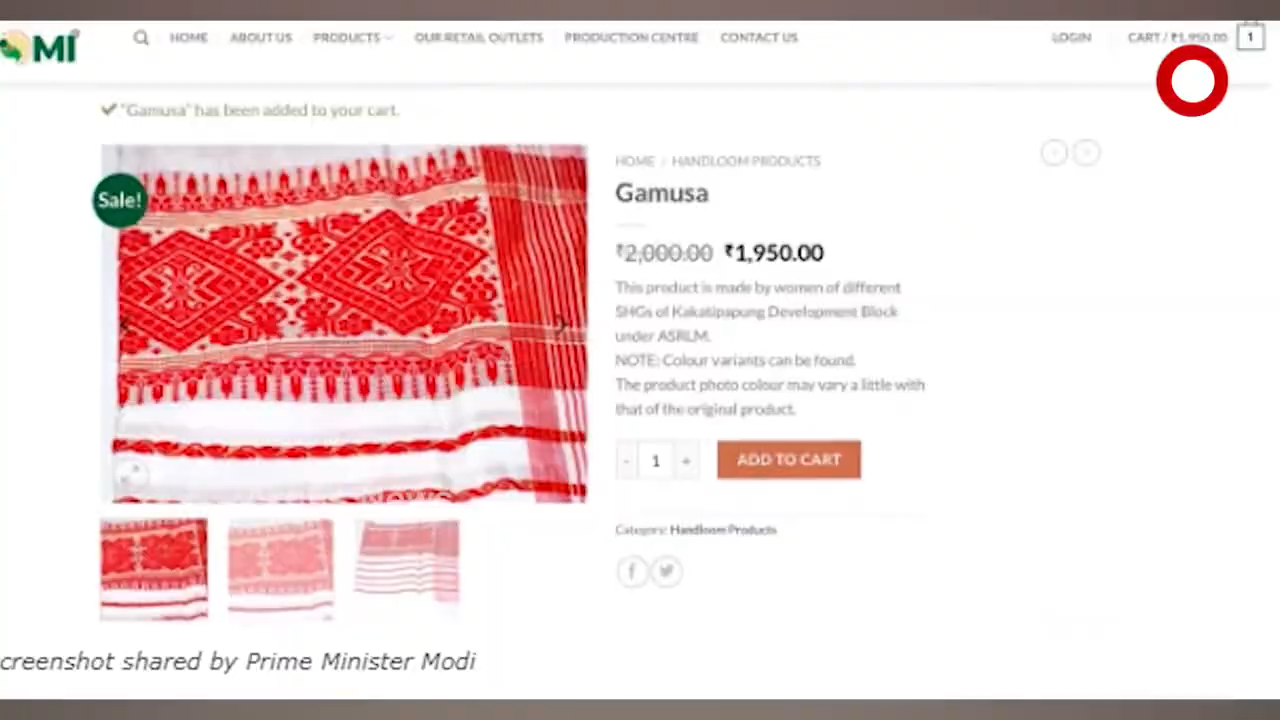 MI
HOME ABOUT US PRODUCTS OUR RETAIL OUTLETS PRODUCTION CENTRE CONTACT US LOGIN CART / ₹1,950.00 1
"Gamusa" has been added to your cart.
Sale!
HOME / HANDLOOM PRODUCTS
Gamusa
₹2,000.00 ₹1,950.00
This product is made by women of different
SHGs of Kakatipapung Development Block
under ASRLM.
NOTE: Colour variants can be found.
The product photo colour may vary a little with
that of the original product.
- 1 + ADD TO CART
Category: Handloom Products
creenshot shared by Prime Minister Modi